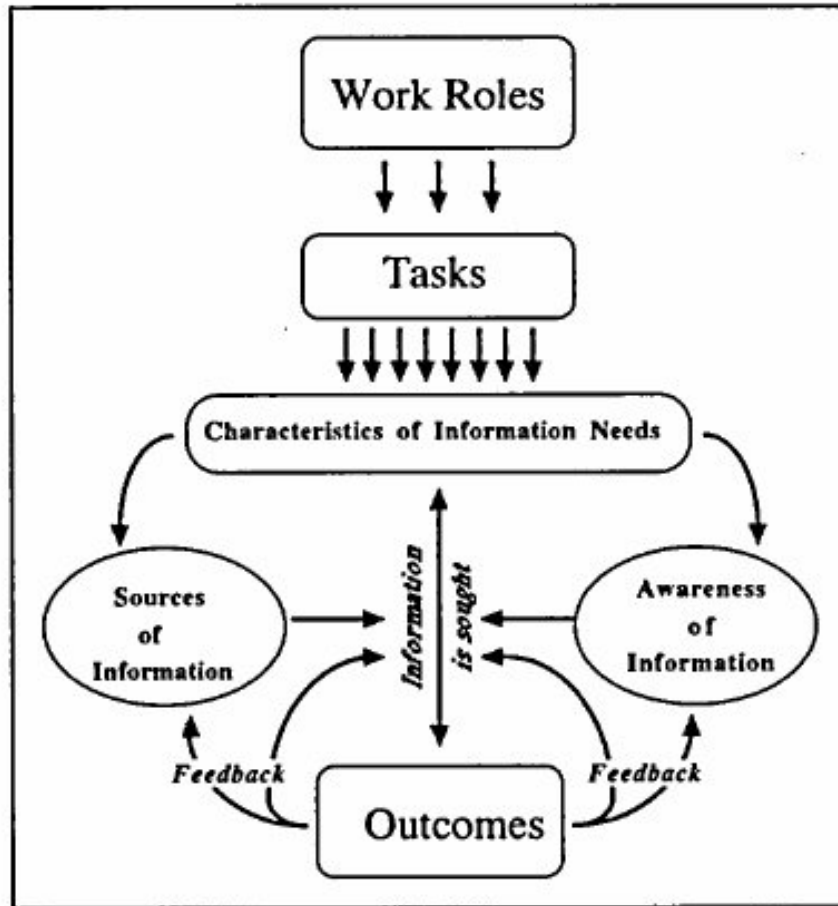 Work Roles
Tasks
Characteristics of Information Needs
Sources
of
Information
Information
is sought
Awareness
of
Information
Feedback
Feedback
Outcomes